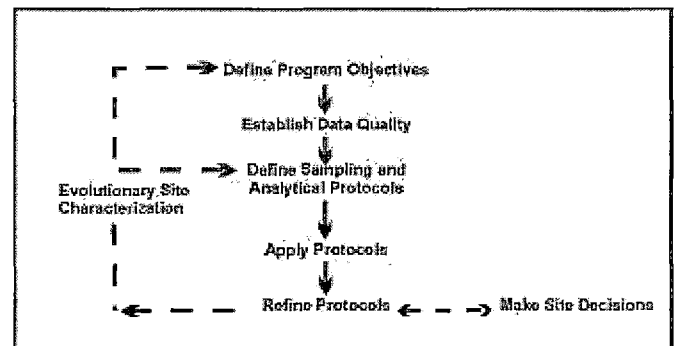 Define Program Objectives
Establish Data Quality
Define Sampling and
Analytical Protocols
Evolutionary Site
Characterization
Apply Protocols
Refine Protocols
Make Site Decisions